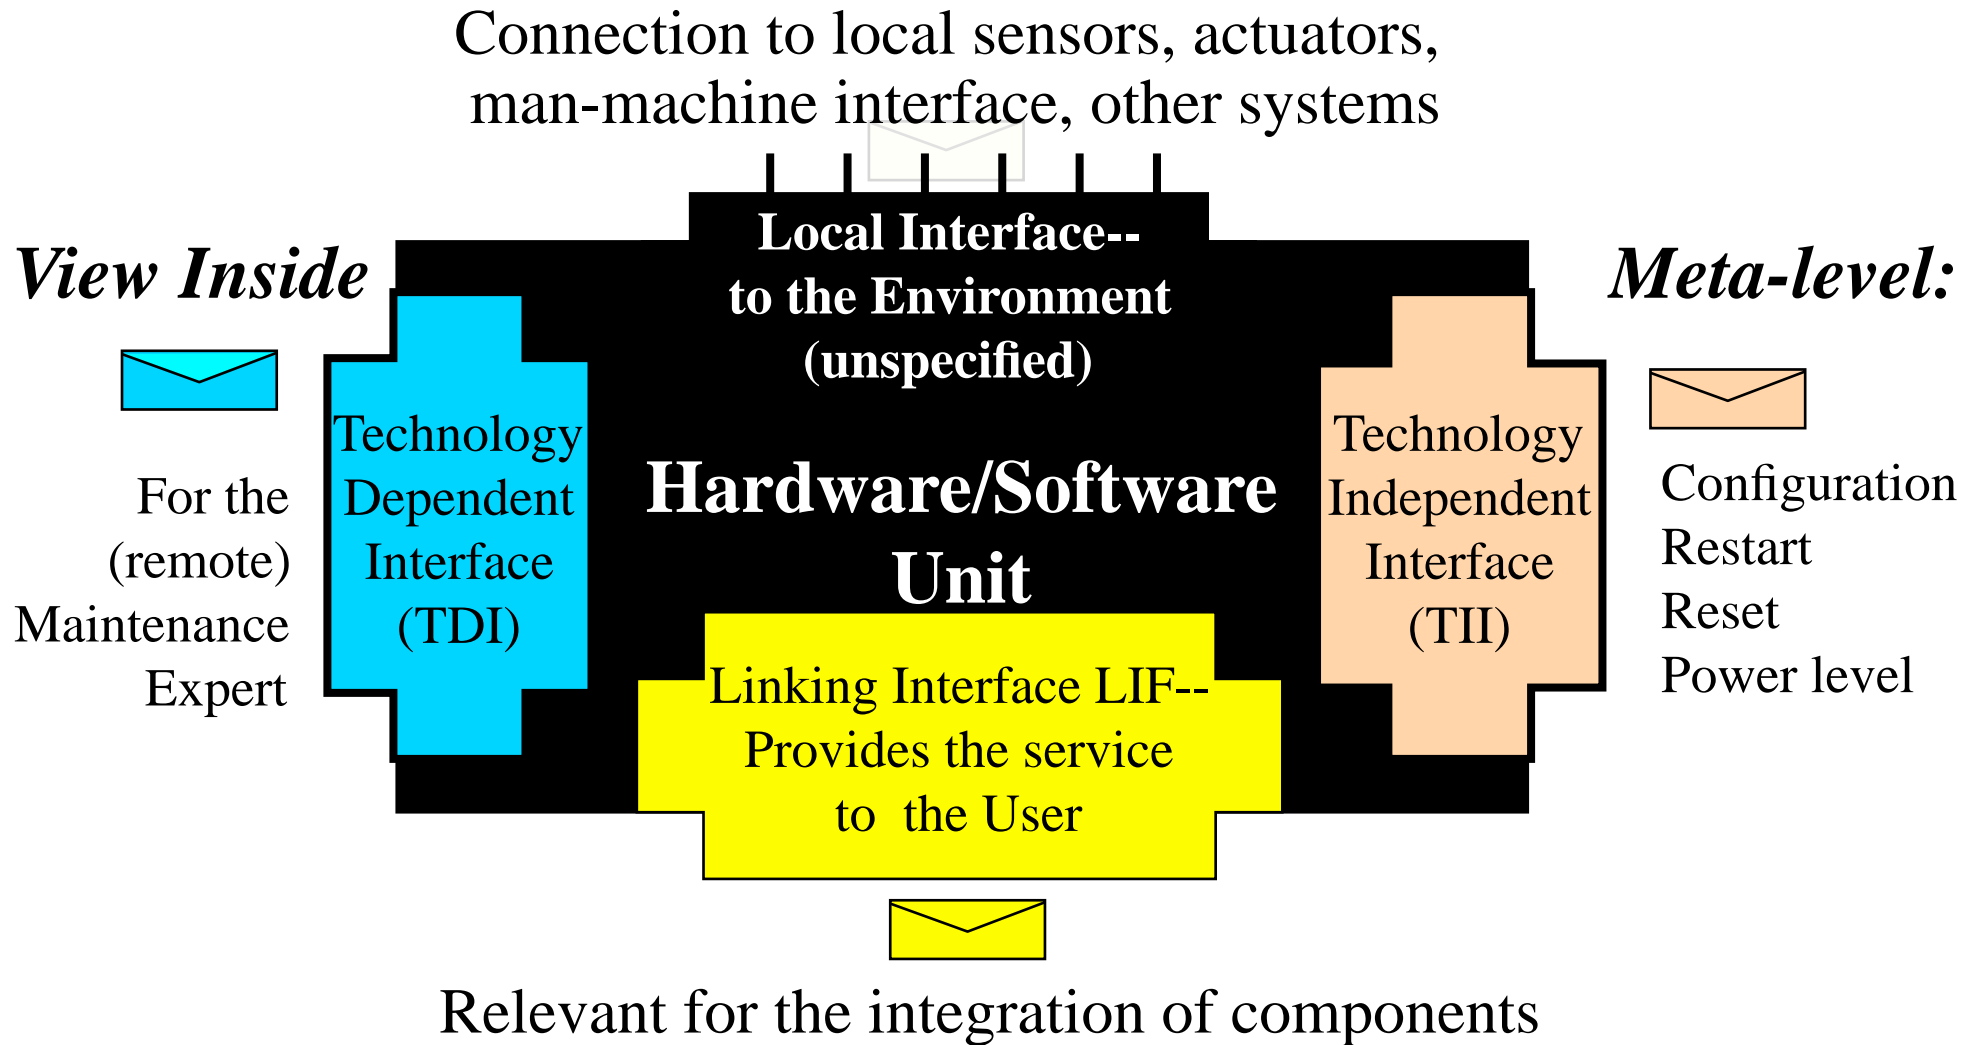 Connection to local sensors, actuators,
man-machine interface, other systems
Local Interface--
to the Environment
(unspecified)
View Inside
For the
(remote)
Maintenance
Expert
Technology
Dependent
Interface
(TDI)
Hardware/Software
Unit
Technology
Independent
Interface
(TII)
Meta-level:
Configuration
Restart
Reset
Power level
Linking Interface LIF--
Provides the service
to the User
Relevant for the integration of components